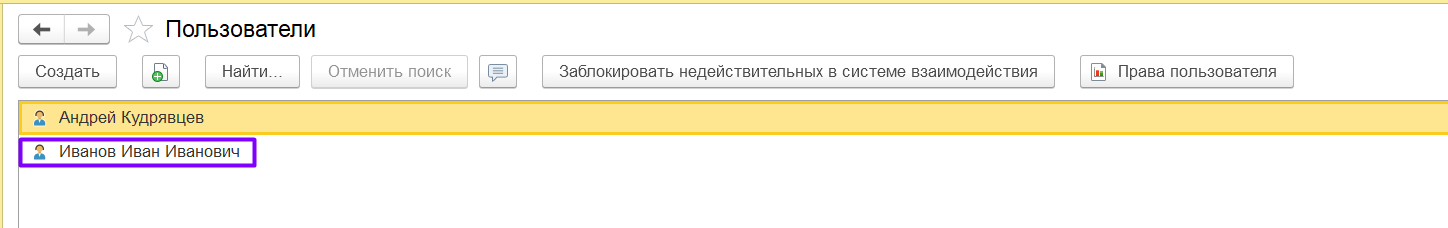 Пользователи
Создать Найти... Отменить поиск Заблокировать недействительных в системе взаимодействия Права пользователя
Андрей Кудрявцев
Иванов Иван Иванович